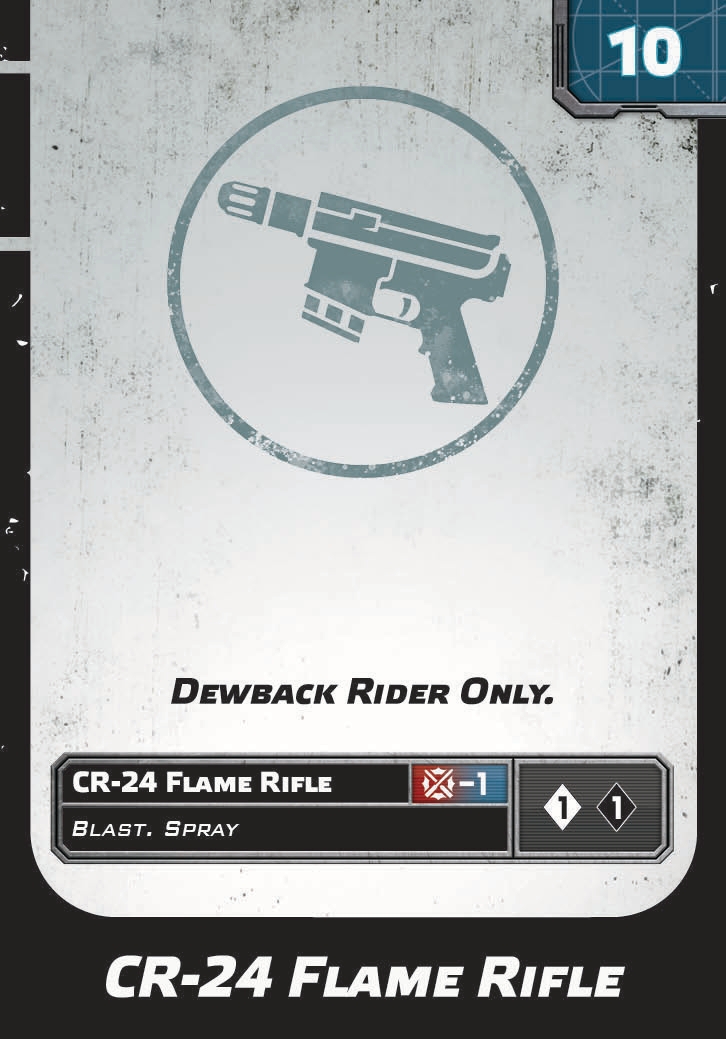 10
Dewback Rider Only.
CR-24 Flame Rifle –1
Blast. Spray
1 1
CR-24 Flame Rifle